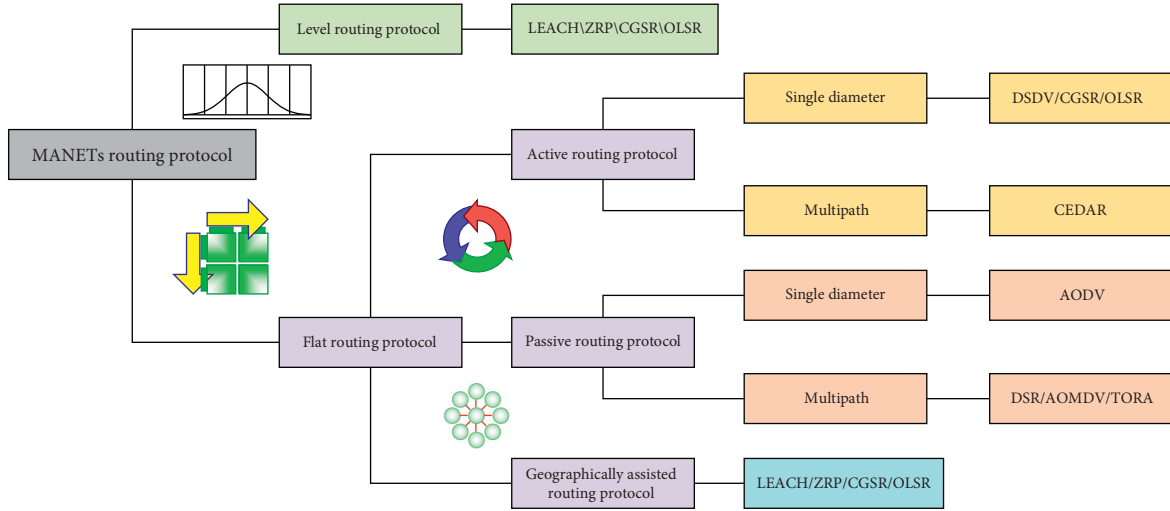 Level routing protocol
LEACH\ZRP\CGSR\OLSR
Single diameter
DSDV/CGSR/OLSR
MANETs routing protocol
Active routing protocol
Multipath
CEDAR
Single diameter
AODV
Flat routing protocol
Passive routing protocol
Multipath
DSR/AOMDV/TORA
Geographically assisted
routing protocol
LEACH/ZRP/CGSR/OLSR